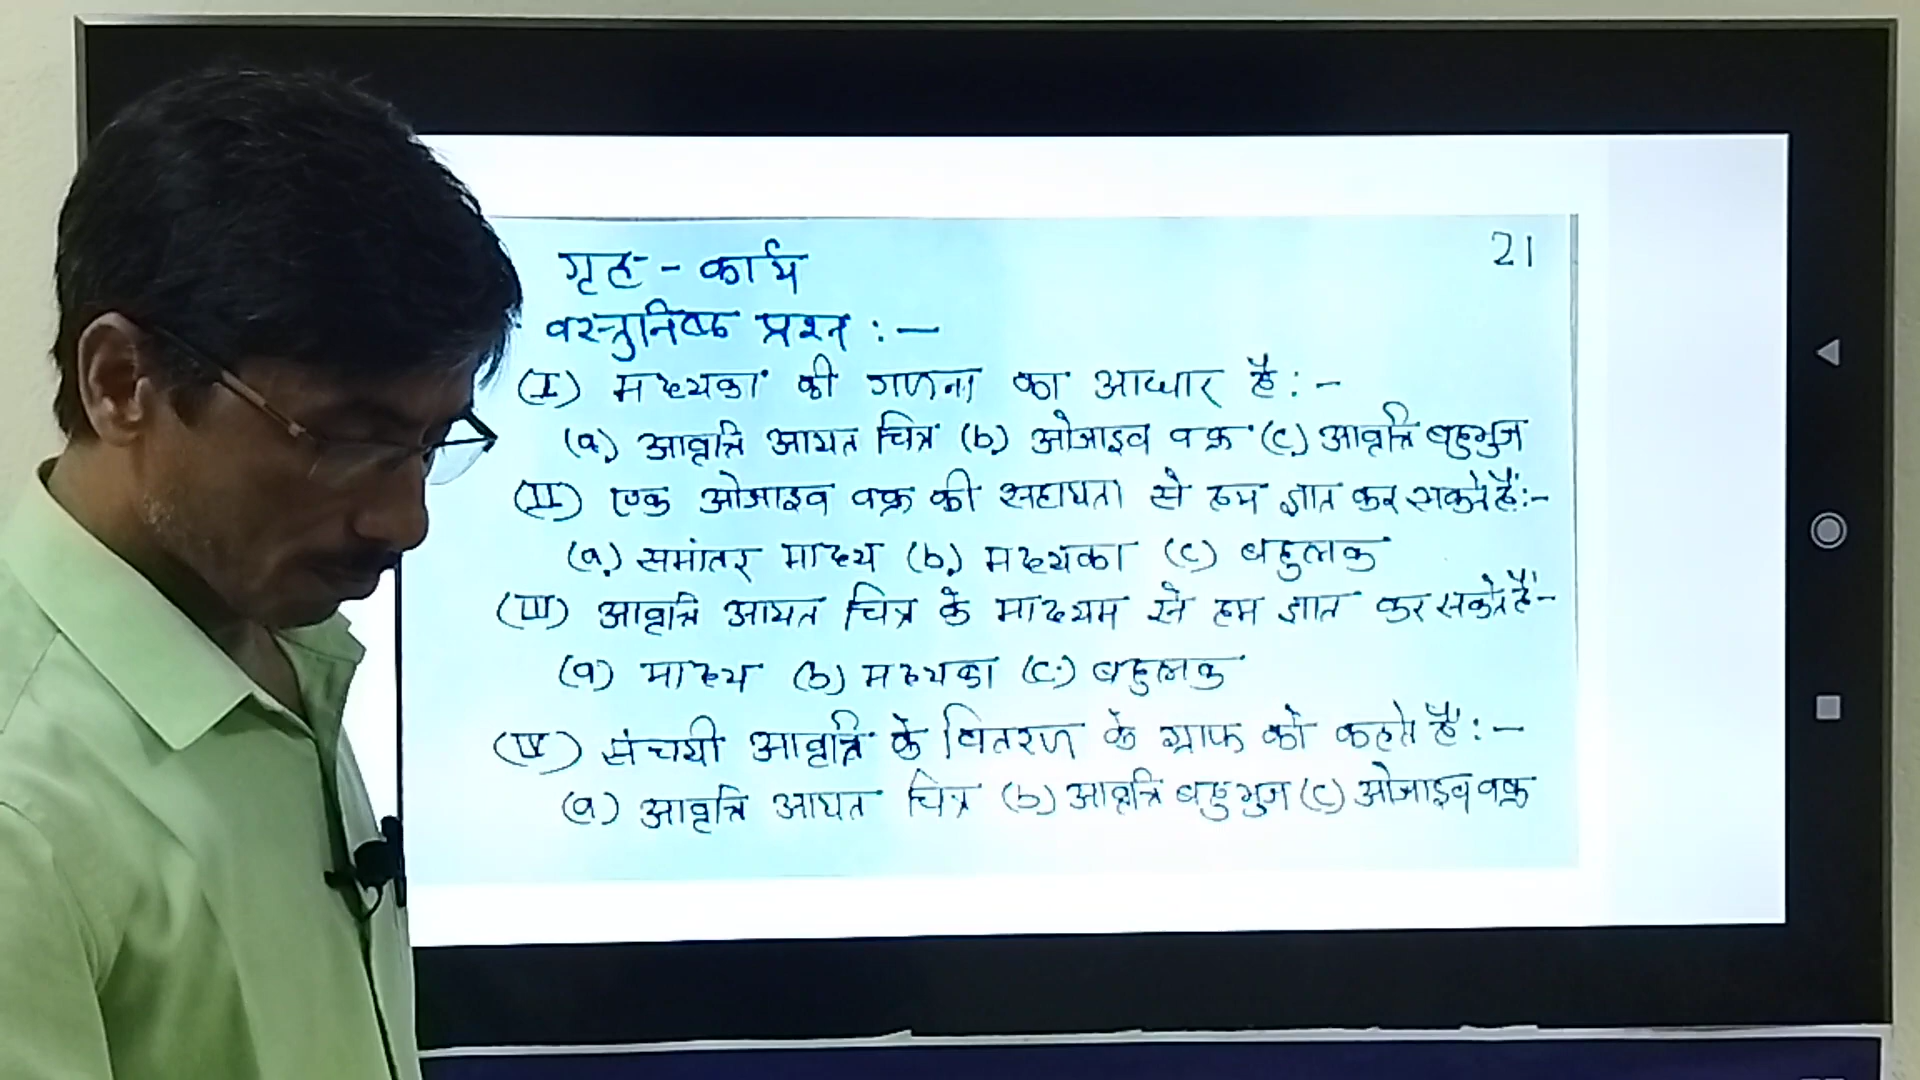 21
गृह - कार्य
वस्तुनिष्ठ प्रश्न : —
(I) मध्यका की गणना का आधार है : -
(a) आवृत्ति आयत चित्र (b) ओजाइव वक्र (c) आवृत्ति बहुभुज
(II) एक ओजाइव वक्र की सहायता से हम ज्ञात कर सकते हैं :-
(a) समांतर माध्य (b) मध्यका (c) बहुलक
(III) आवृत्ति आयत चित्र के माध्यम से हम ज्ञात कर सकते हैं -
(a) माध्य (b) मध्यका (c) बहुलक
(IV) संचयी आवृत्ति के वितरण के ग्राफ को कहते हैं : -
(a) आवृत्ति आयत चित्र (b) आवृत्ति बहुभुज (c) ओजाइव वक्र